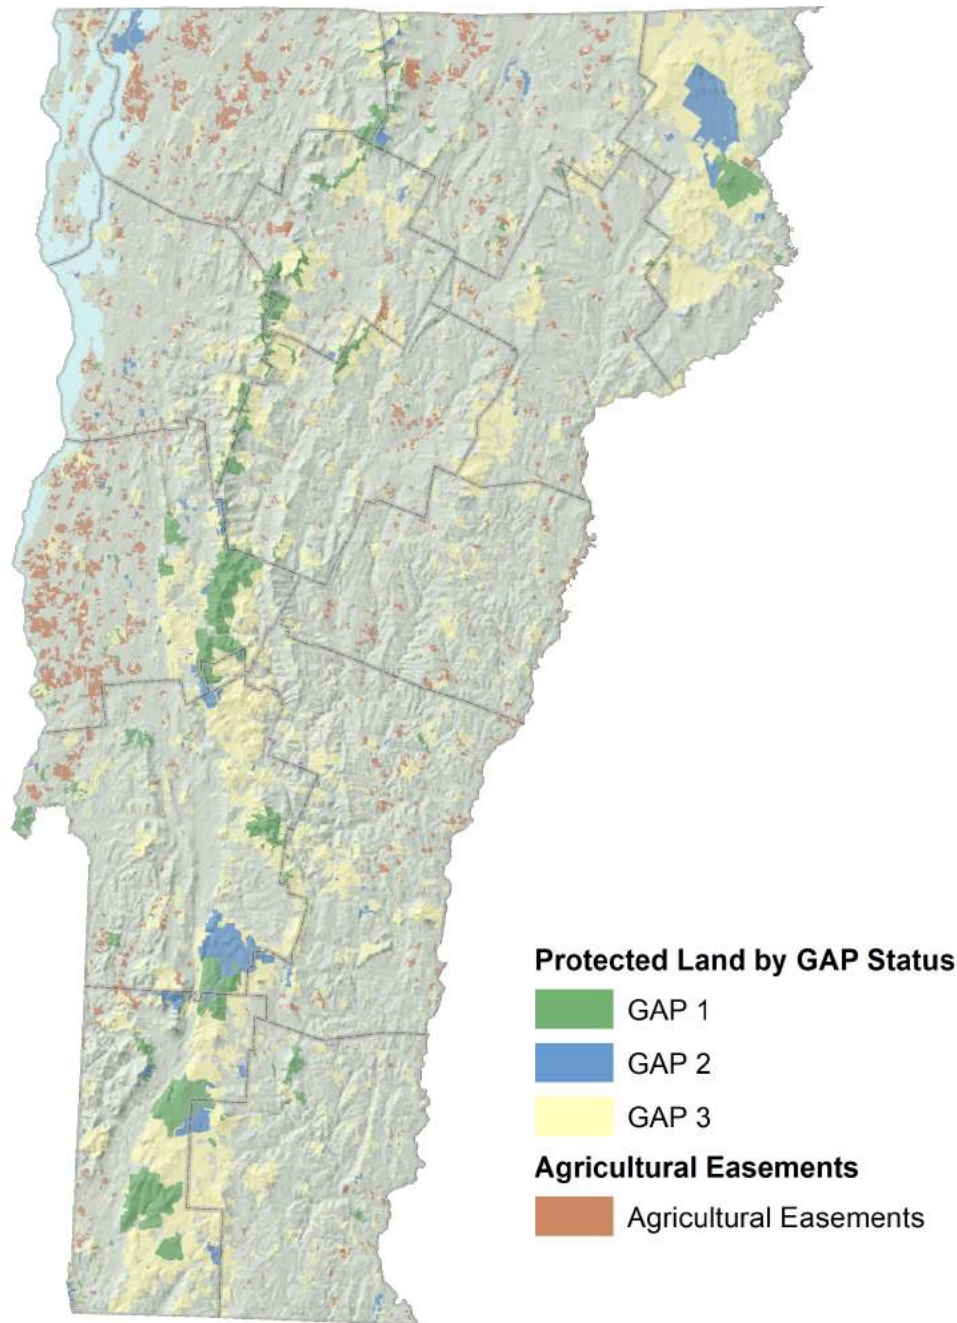 Protected Land by GAP Status
GAP 1
GAP 2
GAP 3
Agricultural Easements
Agricultural Easements